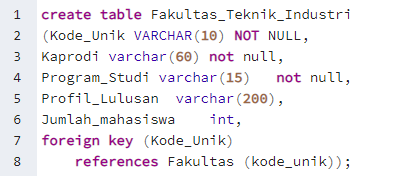 1 create table Fakultas_Teknik_Industri
2 (Kode_Unik VARCHAR(10) NOT NULL,
3 Kaprodi varchar(60) not null,
4 Program_Studi varchar(15)   not null,
5 Profil_Lulusan  varchar(200),
6 Jumlah_mahasiswa    int,
7 foreign key (Kode_Unik)
8     references Fakultas (kode_unik));